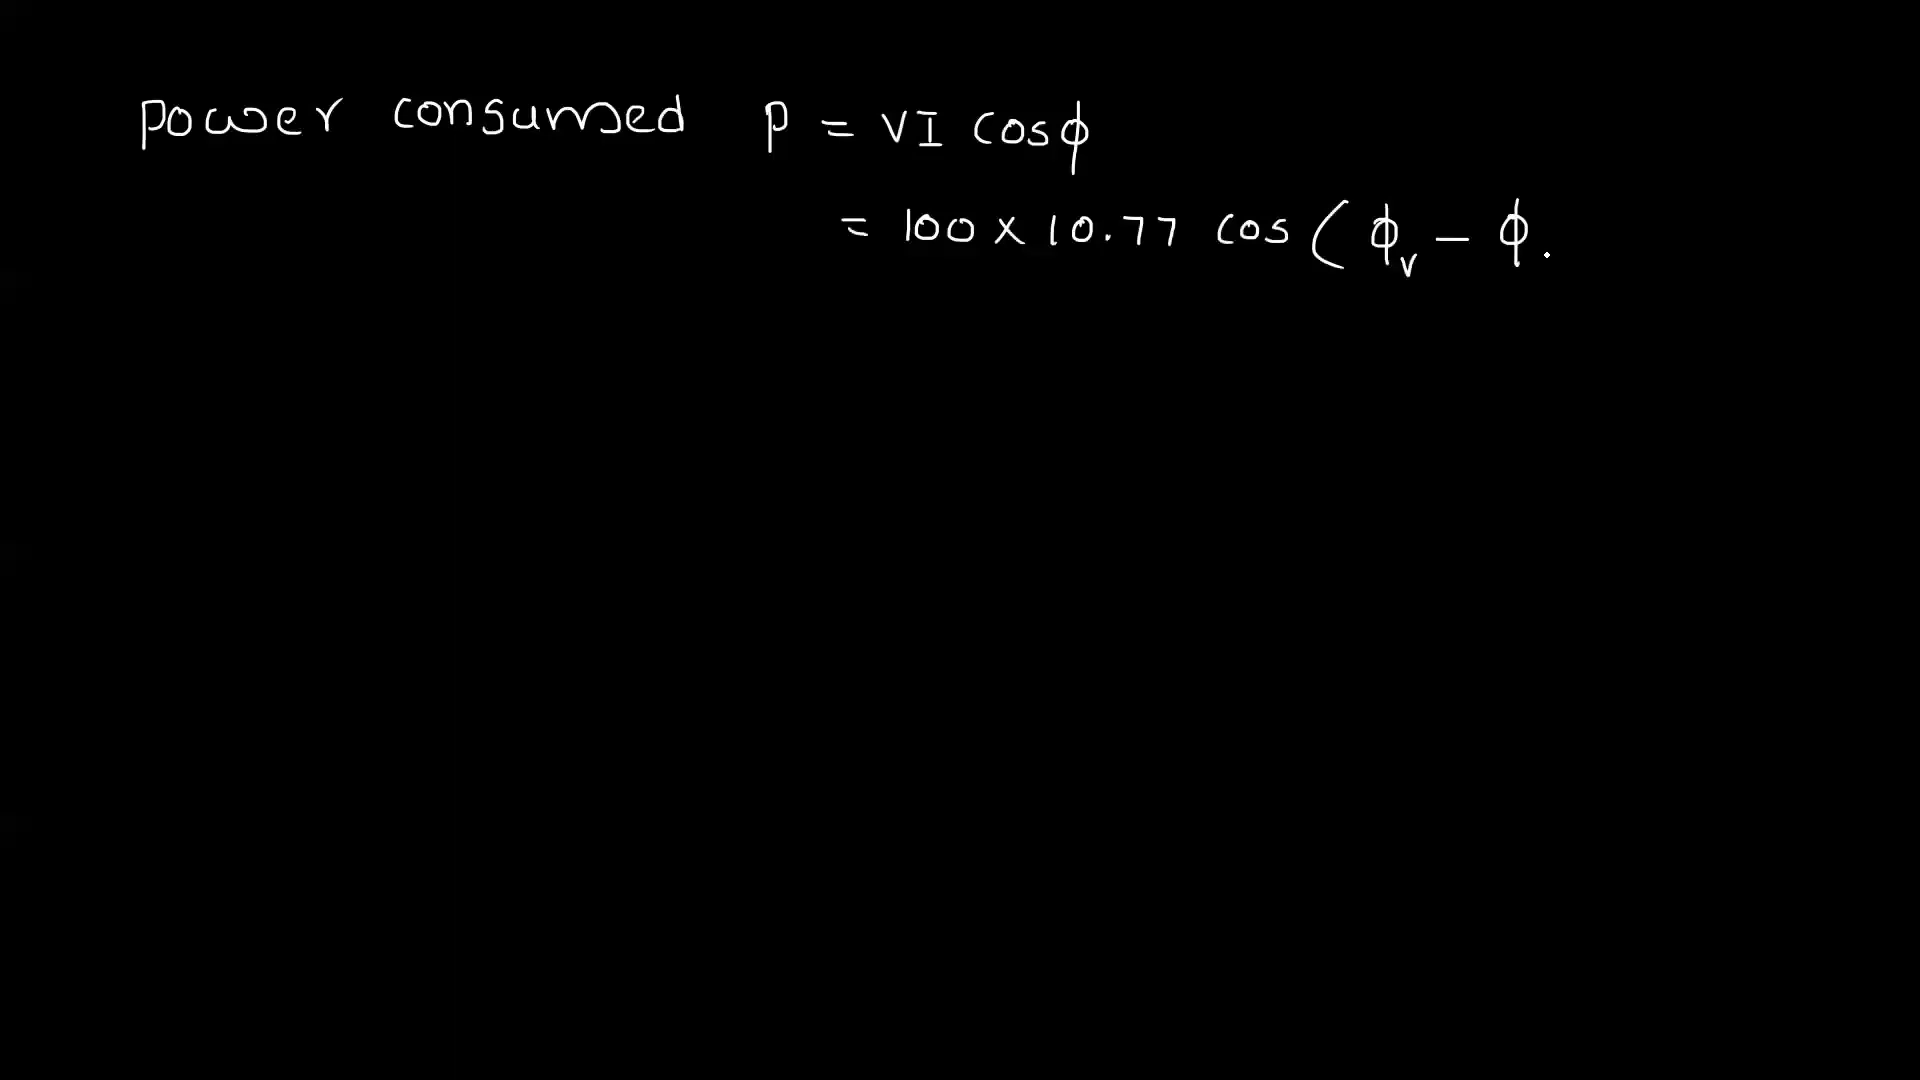 power consumed P = VI cosϕ
= 100 × 10.77 cos ( ϕv − ϕ.